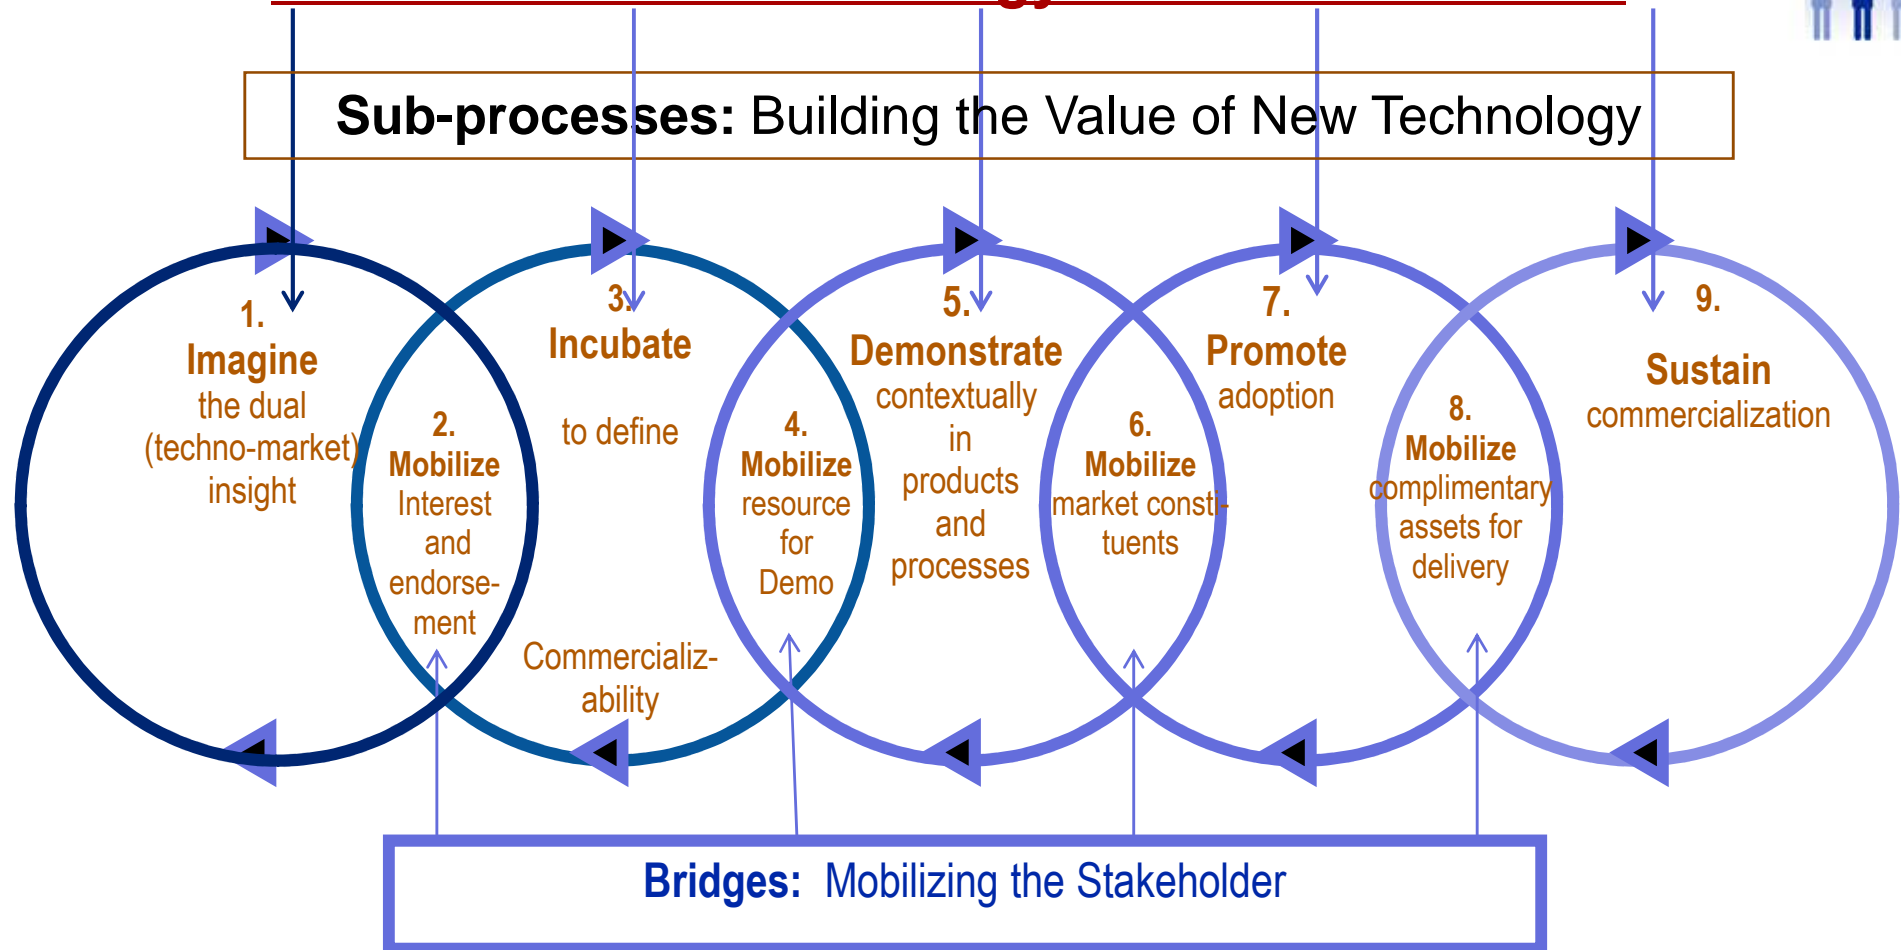 Sub-processes: Building the Value of New Technology
1.
Imagine
the dual
(techno-market)
insight
2.
Mobilize
Interest
and
endorse-
ment
3.
Incubate
to define
Commercializ-
ability
4.
Mobilize
resource
for
Demo
5.
Demonstrate
contextually
in
products
and
processes
6.
Mobilize
market consti-
tuents
7.
Promote
adoption
8.
Mobilize
complimentary
assets for
delivery
9.
Sustain
commercialization
Bridges: Mobilizing the Stakeholder